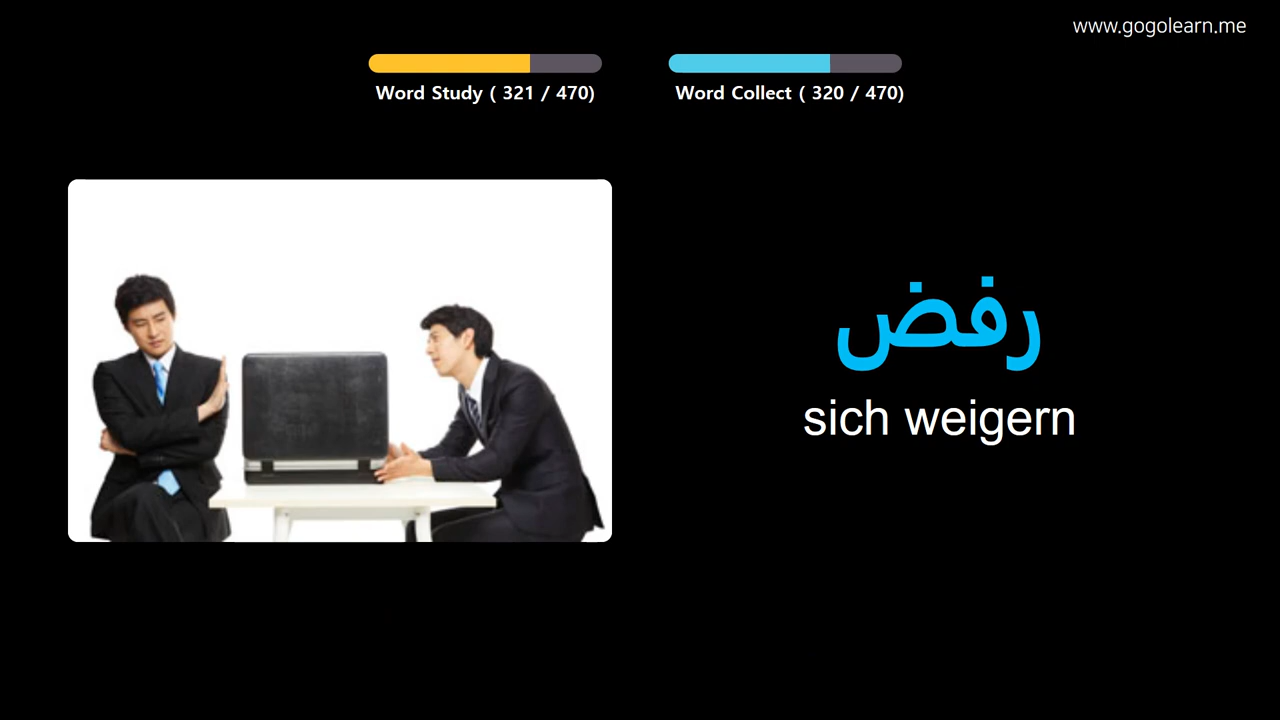 www.gogolearn.me
Word Study ( 321 / 470)
Word Collect ( 320 / 470)
رفض
sich weigern